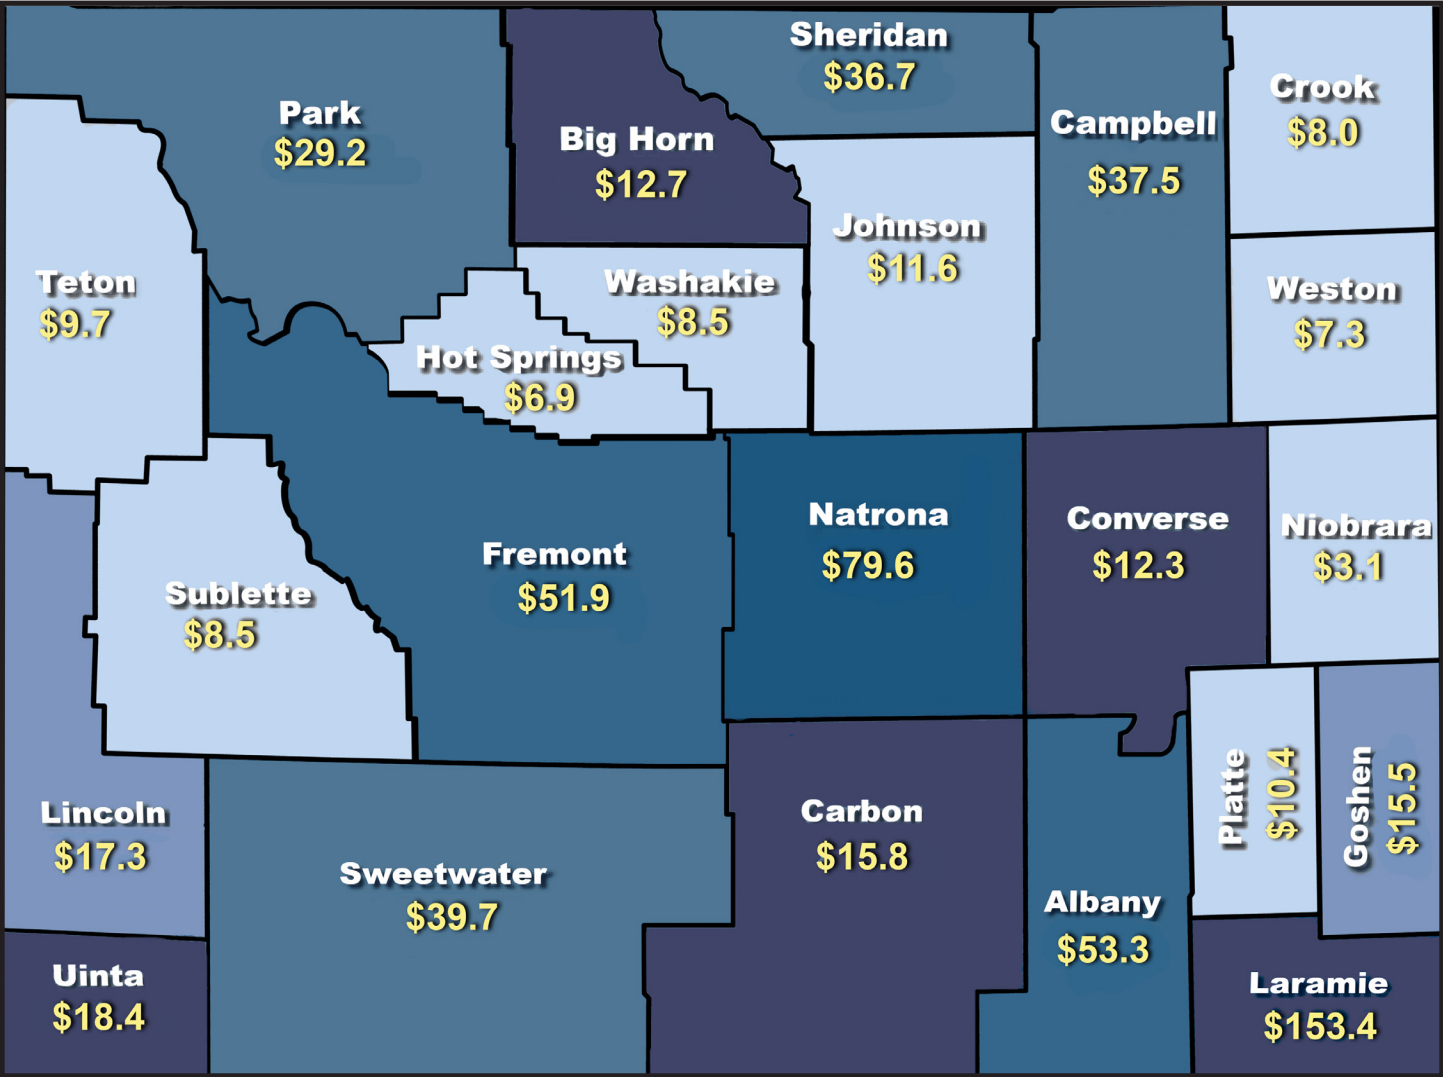 Sheridan
$36.7
Crook
$8.0
Park
$29.2
Campbell
$37.5
Big Horn
$12.7
Johnson
$11.6
Teton
$9.7
Washakie
$8.5
Weston
$7.3
Hot Springs
$6.9
Natrona
$79.6
Converse
$12.3
Niobrara
$3.1
Fremont
$51.9
Sublette
$8.5
Lincoln
$17.3
Carbon
$15.8
Platte
$10.4
Goshen
$15.5
Sweetwater
$39.7
Albany
$53.3
Uinta
$18.4
Laramie
$153.4